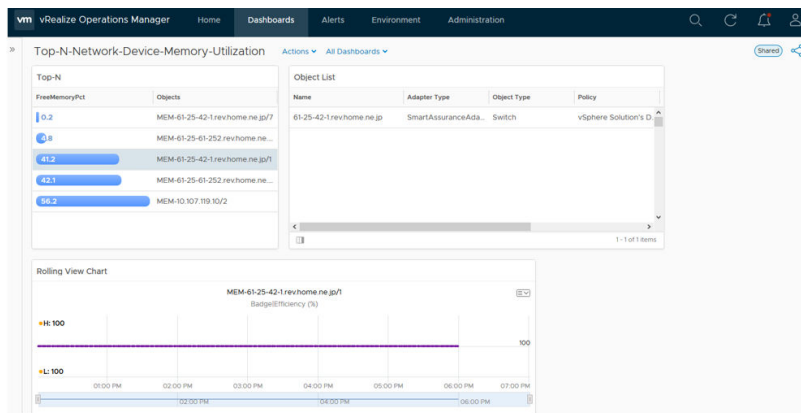 vm vRealize Operations Manager Home Dashboards Alerts Environment Administration
Top-N-Network-Device-Memory-Utilization Actions All Dashboards Shared
Top-N
FreeMemoryPct Objects
0.2 MEM-61-25-42-1.rev.home.ne.jp/7
4.8 MEM-61-25-61-252.rev.home.ne...
41.2 MEM-61-25-42-1.rev.home.ne.jp/1
42.1 MEM-61-25-61-252.rev.home.ne...
56.2 MEM-10.107.119.10/2
Object List
Name Adapter Type Object Type Policy
61-25-42-1.rev.home.ne.jp SmartAssuranceAda... Switch vSphere Solution's D...
1 - 1 of 1 items
Rolling View Chart
MEM-61-25-42-1.rev.home.ne.jp/1
Badge|Efficiency (%)
H: 100
100
L: 100
01:00 PM 02:00 PM 03:00 PM 04:00 PM 05:00 PM 06:00 PM 07:00 PM
02:00 PM 04:00 PM 06:00 PM